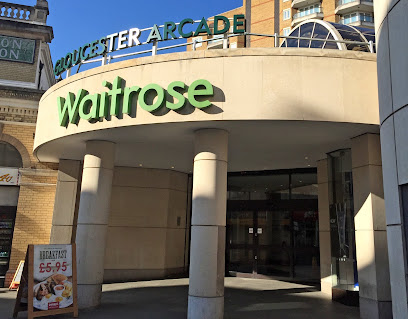 GLOUCESTER ARCADE
Waitrose
BREAKFAST
£5.95